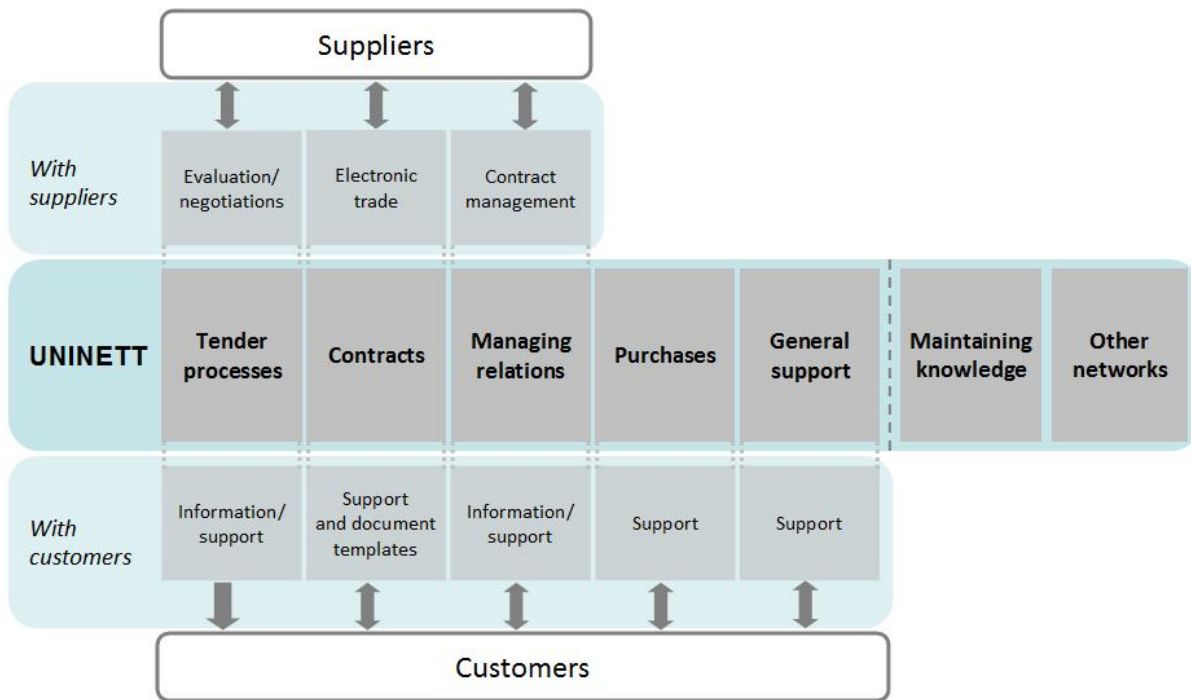 Suppliers
With
suppliers
Evaluation/
negotiations
Electronic
trade
Contract
management
UNINETT
Tender
processes
Contracts
Managing
relations
Purchases
General
support
Maintaining
knowledge
Other
networks
With
customers
Information/
support
Support
and document
templates
Information/
support
Support
Support
Customers